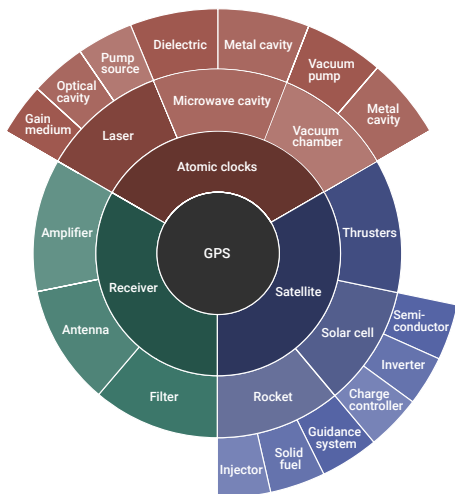 Dielectric
Metal cavity
Pump
source
Vacuum
pump
Optical
cavity
Gain
medium
Microwave cavity
Metal
cavity
Laser
Vacuum
chamber
Atomic clocks
Amplifier
Thrusters
GPS
Receiver
Satellite
Semi-
conductor
Antenna
Solar cell
Inverter
Filter
Rocket
Charge
controller
Guidance
system
Solid
fuel
Injector